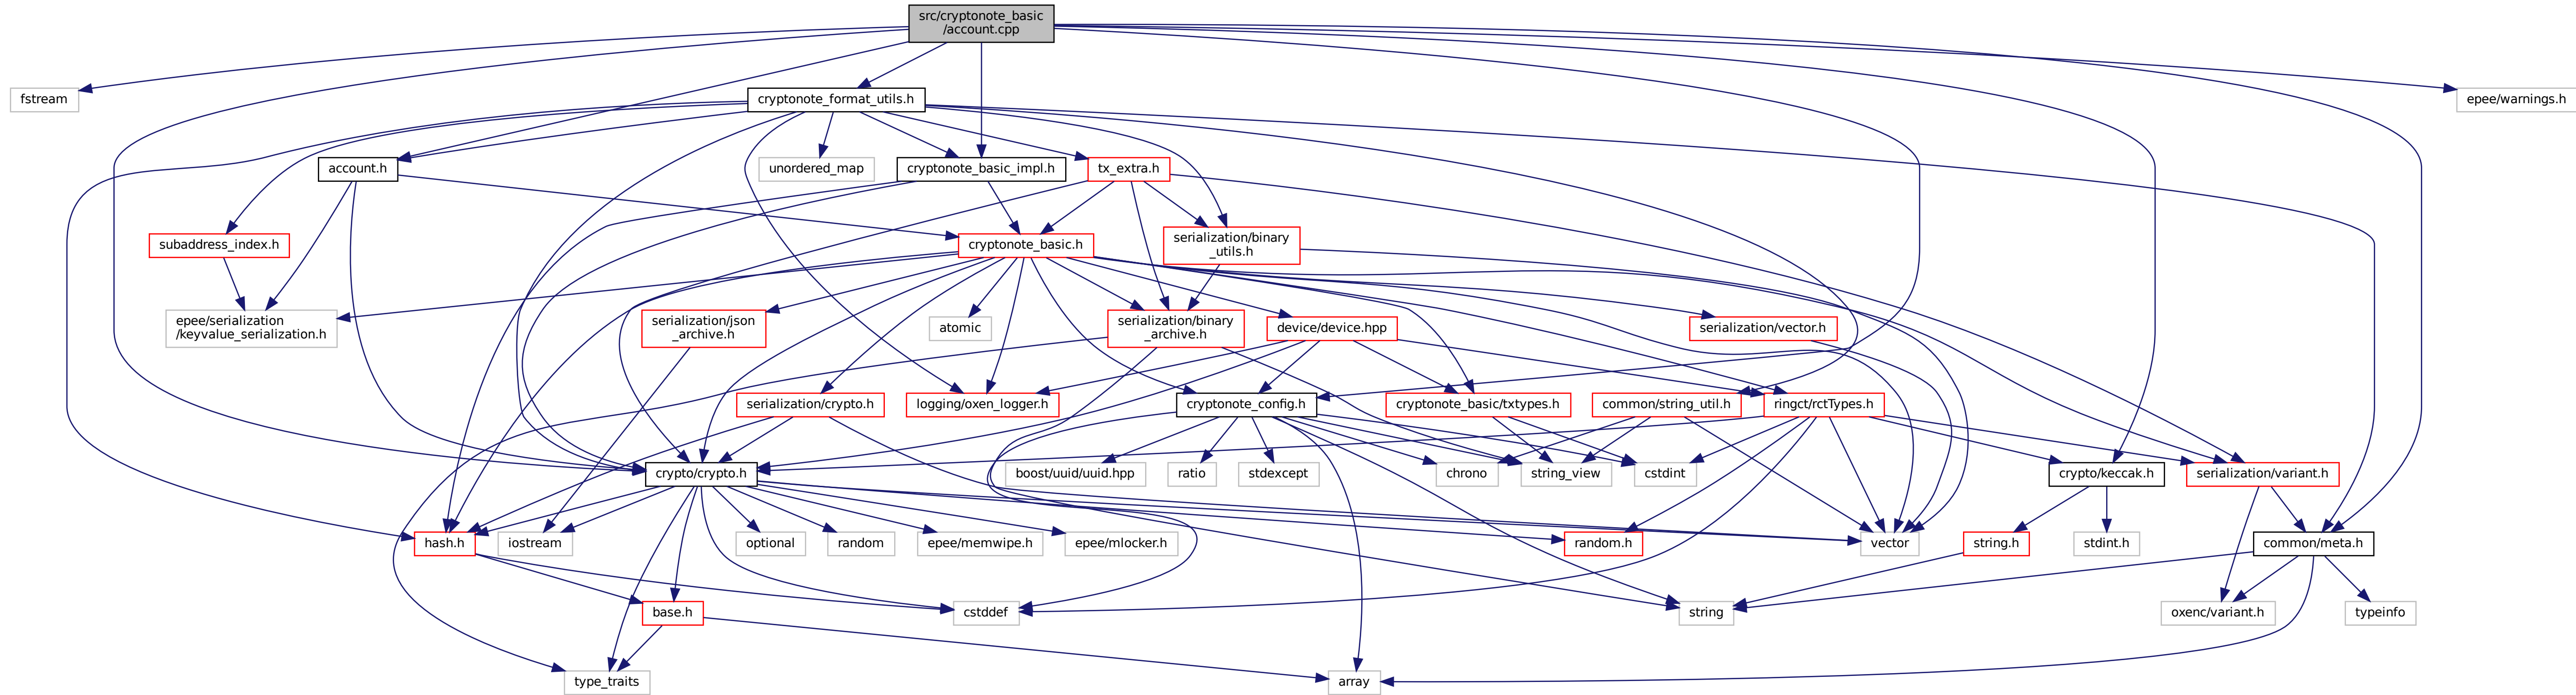 src/cryptonote_basic
/account.cpp
fstream
cryptonote_format_utils.h
epee/warnings.h
account.h
unordered_map
cryptonote_basic_impl.h
tx_extra.h
subaddress_index.h
cryptonote_basic.h
serialization/binary
_utils.h
epee/serialization
/keyvalue_serialization.h
serialization/json
_archive.h
atomic
serialization/binary
_archive.h
device/device.hpp
serialization/vector.h
serialization/crypto.h
logging/oxen_logger.h
cryptonote_config.h
cryptonote_basic/txtypes.h
common/string_util.h
ringct/rctTypes.h
crypto/crypto.h
boost/uuid/uuid.hpp
ratio
stdexcept
chrono
string_view
cstdint
crypto/keccak.h
serialization/variant.h
hash.h
iostream
optional
random
epee/memwipe.h
epee/mlocker.h
random.h
vector
string.h
stdint.h
common/meta.h
base.h
cstddef
string
oxenc/variant.h
typeinfo
type_traits
array